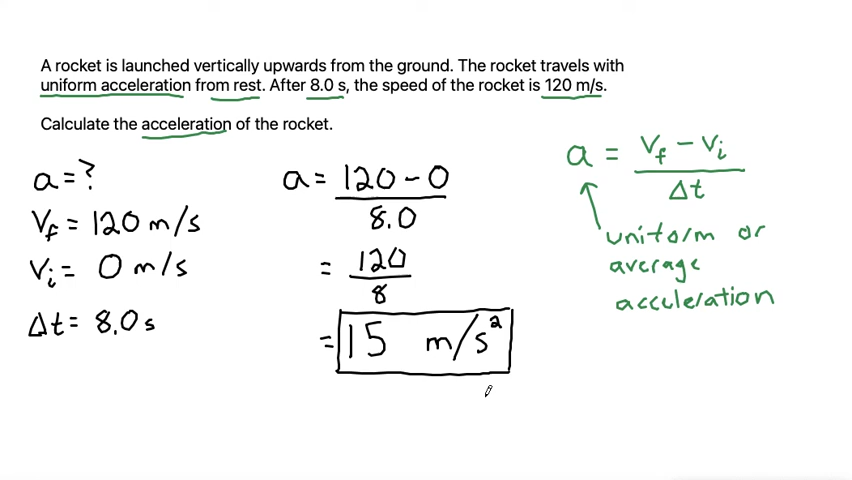 A rocket is launched vertically upwards from the ground. The rocket travels with
uniform acceleration from rest. After 8.0 s, the speed of the rocket is 120 m/s.
Calculate the acceleration of the rocket.
a = ?
Vf = 120 m/s
Vi = 0 m/s
Δt = 8.0 s
a = 120 - 0
8.0
= 120
8
= 15 m/s²
a = Vf - Vi
Δt
uniform or
average
acceleration